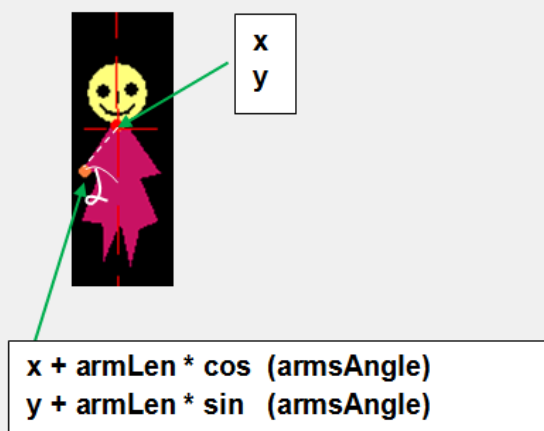 x
y
x + armLen * cos (armsAngle)
y + armLen * sin (armsAngle)